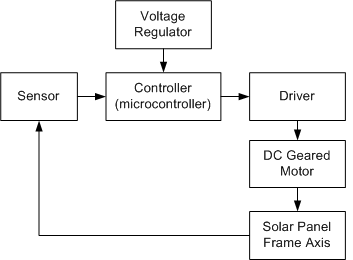 Voltage
Regulator
Sensor
Controller
(microcontroller)
Driver
DC Geared
Motor
Solar Panel
Frame Axis